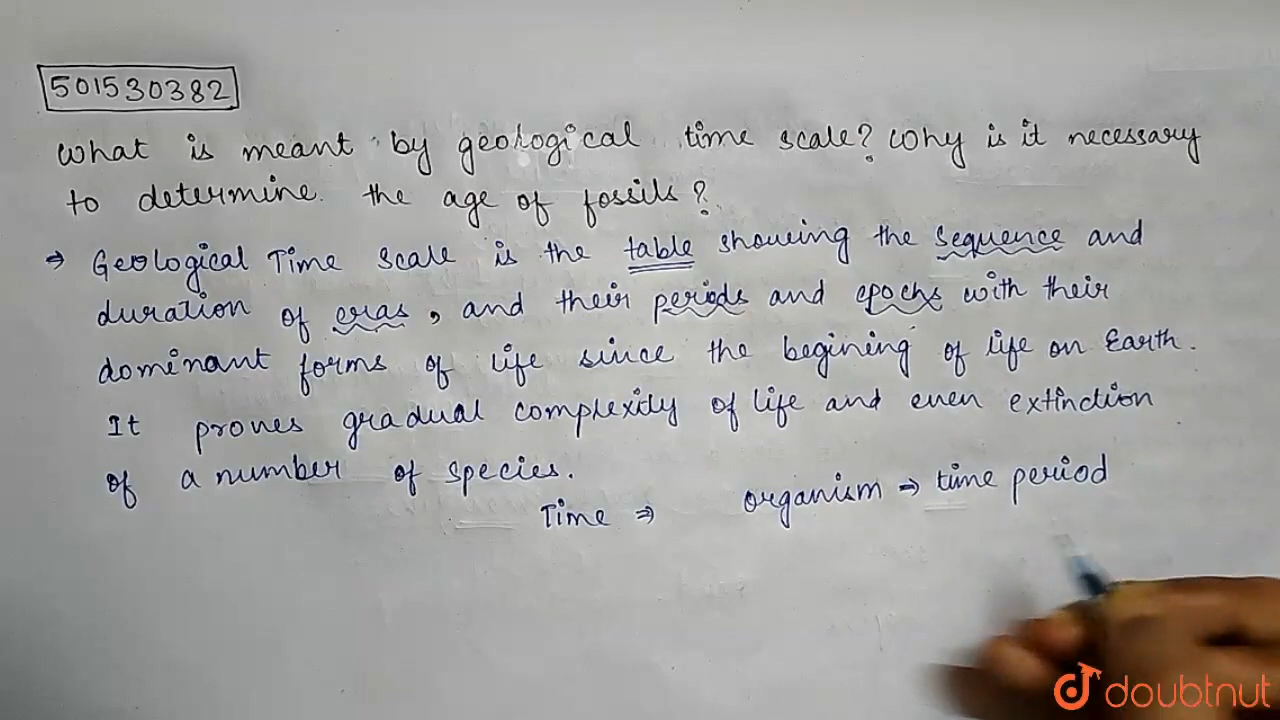 501530382
What is meant by geological time scale? Why is it necessary
to determine the age of fossils?
⇒ Geological Time scale is the table showing the sequence and
duration of eras, and their periods and epochs with their
dominant forms of life since the begining of life on Earth.
It proves gradual complexity of life and even extinction
of a number of species.
Time ⇒ organism ⇒ time period
doubtnut